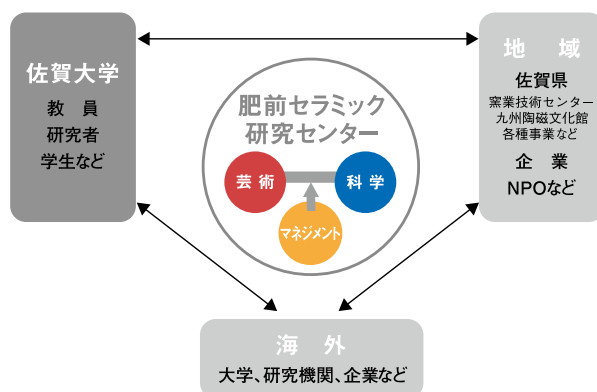 佐賀大学
教　員
研究者
学生など
肥前セラミック
研究センター
芸 術
科 学
マネジメント
地　域
佐賀県
窯業技術センター
九州陶磁文化館
各種事業など
企　業
NPOなど
海　外
大学、研究機関、企業など